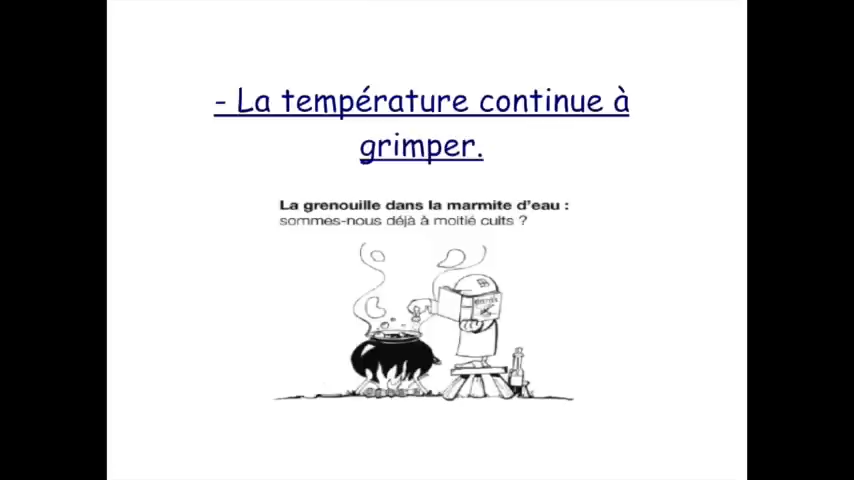 - La température continue à
grimper.
La grenouille dans la marmite d'eau :
sommes-nous déjà à moitié cuits ?